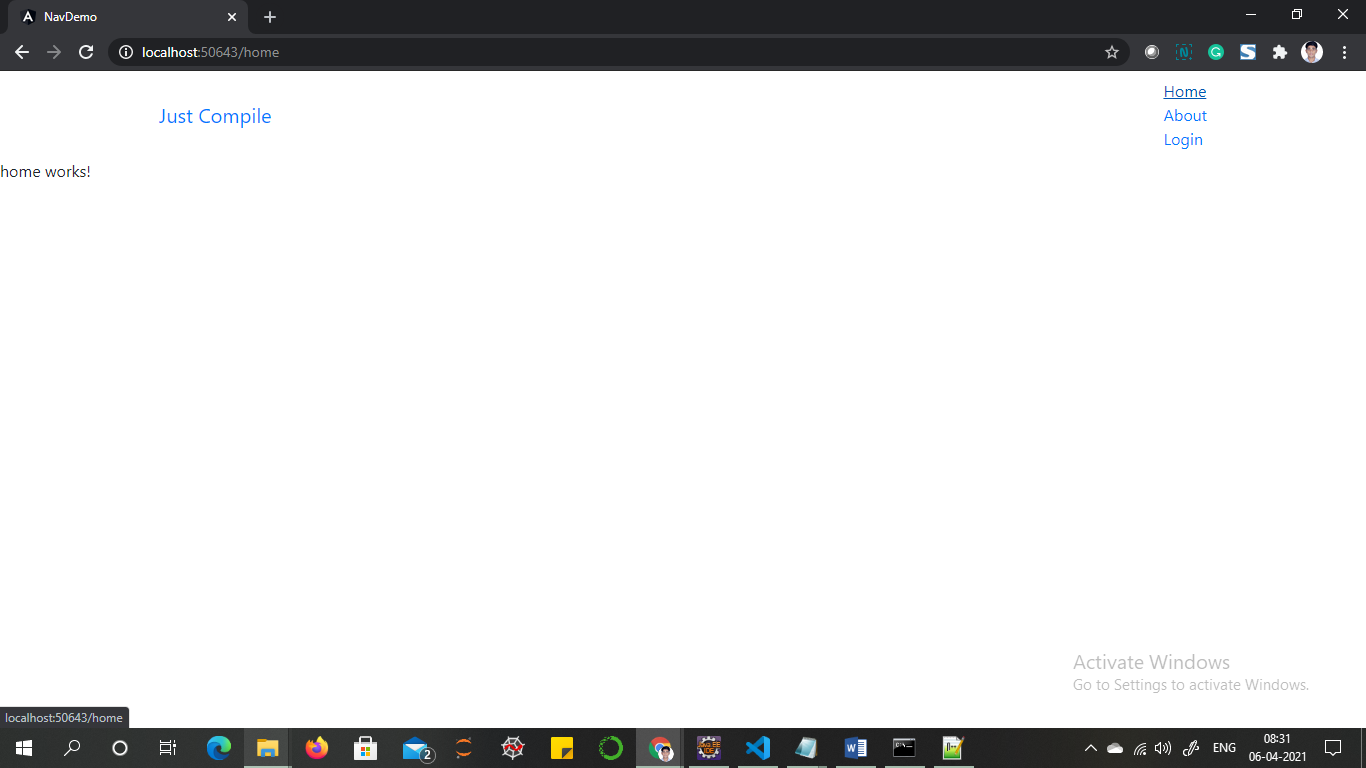 NavDemo
localhost:50643/home
Home
Just Compile
About
Login
home works!
Activate Windows
Go to Settings to activate Windows.
localhost:50643/home
2
ENG
08:31
06-04-2021